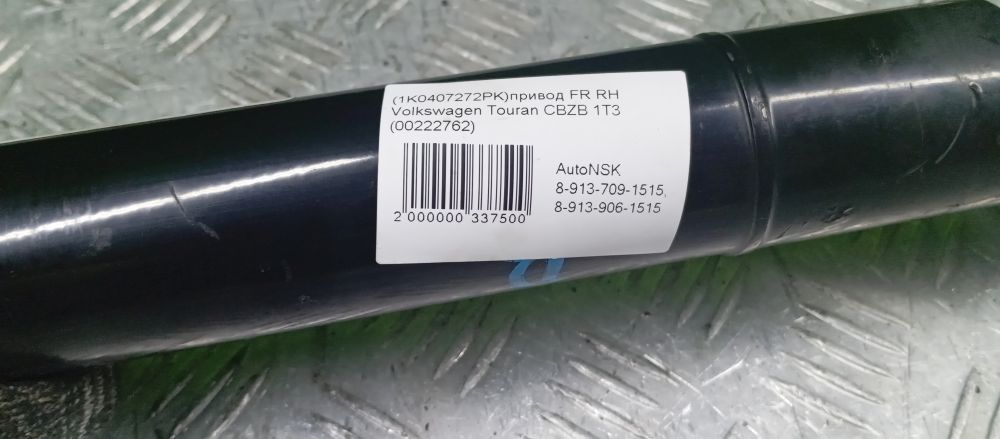 (1K0407272PK)привод FR RH
Volkswagen Touran CBZB 1T3
(00222762)
2 000000 337500
AutoNSK
8-913-709-1515,
8-913-906-1515